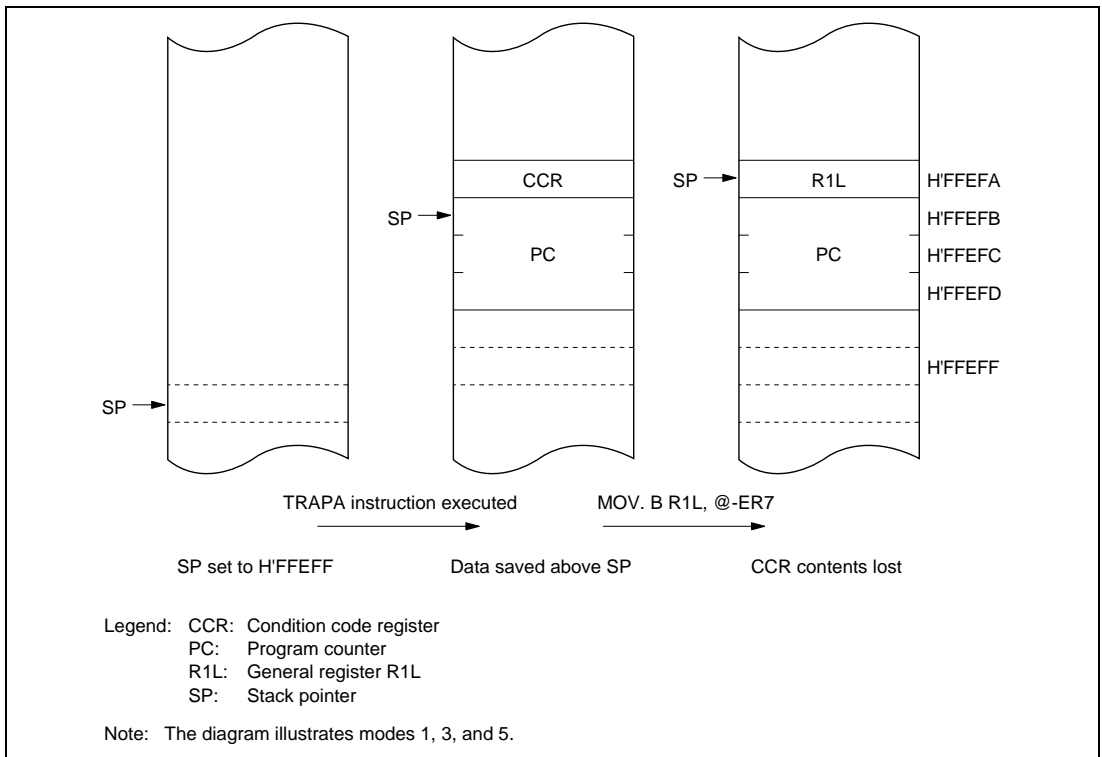 CCR
SP
PC
SP
R1L
PC
H'FFEFA
H'FFEFB
H'FFEFC
H'FFEFD
H'FFEFF
SP
TRAPA instruction executed
MOV. B R1L, @-ER7
SP set to H'FFEFF
Data saved above SP
CCR contents lost
Legend: CCR: Condition code register
PC: Program counter
R1L: General register R1L
SP: Stack pointer
Note: The diagram illustrates modes 1, 3, and 5.